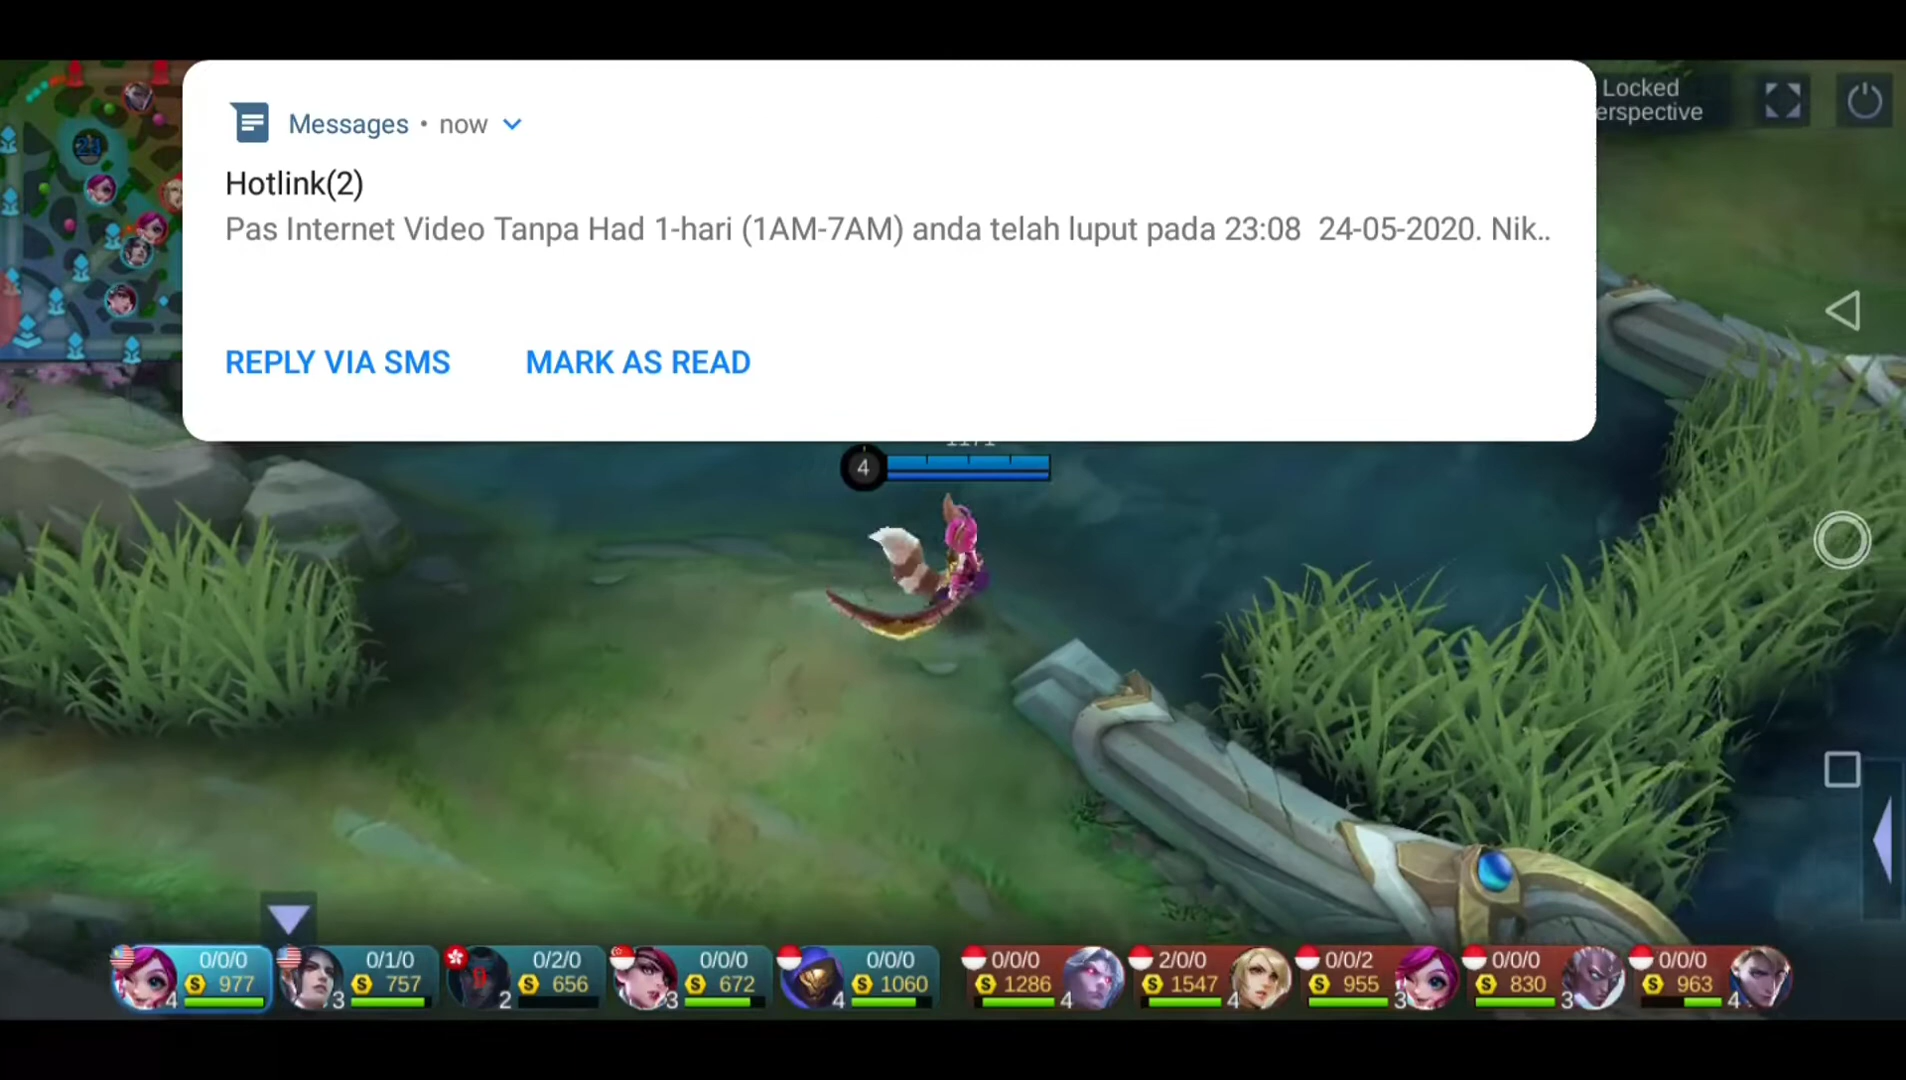 Locked
erspective
Messages • now
Hotlink(2)
Pas Internet Video Tanpa Had 1-hari (1AM-7AM) anda telah luput pada 23:08 24-05-2020. Nik..
REPLY VIA SMS MARK AS READ
4
0/0/0 0/1/0 0/2/0 0/0/0 0/0/0 0/0/0 2/0/0 0/0/2 0/0/0 0/0/0
977 757 656 672 1060 1286 1547 955 830 963
4 3 2 3 4 4 4 3 3 4